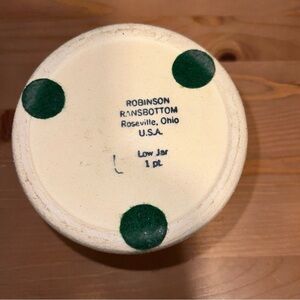 ROBINSON
RANSBOTTOM
Roseville, Ohio
U.S.A.
Low Jar
1 pt.